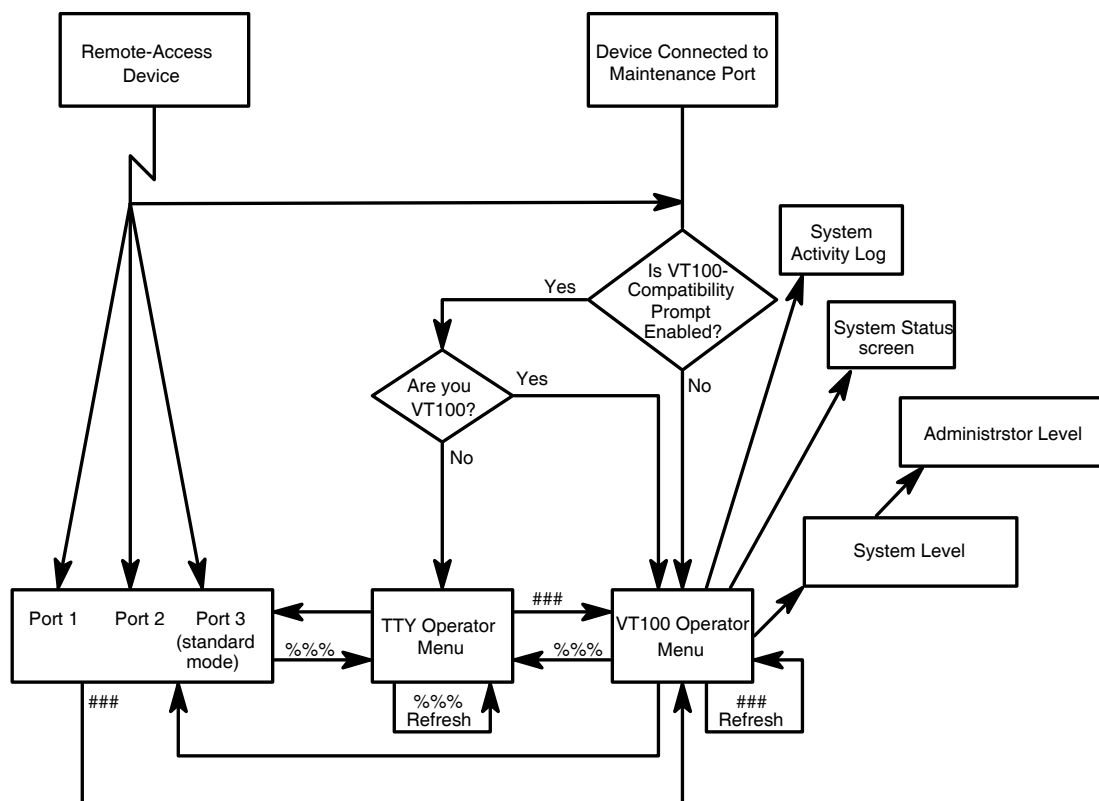 Remote-Access
Device
Device Connected to
Maintenance Port
System
Activity Log
Is VT100-
Compatibility
Prompt
Enabled?
Yes
System Status
screen
Are you
VT100?
Yes
No
No
Administrstor Level
System Level
Port 1
Port 2
Port 3
(standard
mode)
TTY Operator
Menu
###
VT100 Operator
Menu
%%%
%%%
###
%%%
Refresh
###
Refresh